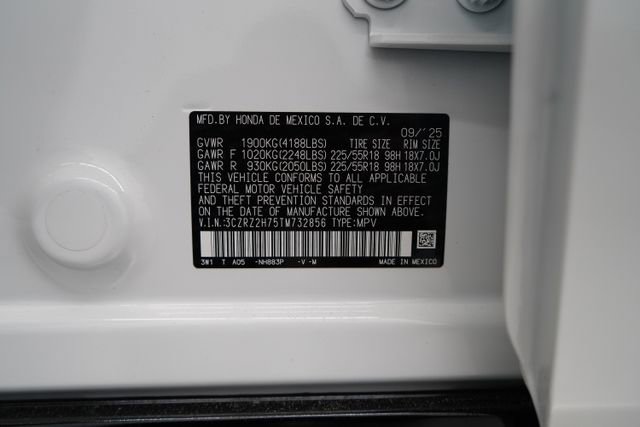 MFD.BY HONDA DE MEXICO S.A. DE C.V.
09/'25
GVWR 1900KG(4188LBS) TIRE SIZE RIM SIZE
GAWR F 1020KG(2248LBS) 225/55R18 98H 18X7.0J
GAWR R 930KG(2050LBS) 225/55R18 98H 18X7.0J
THIS VEHICLE CONFORMS TO ALL APPLICABLE
FEDERAL MOTOR VEHICLE SAFETY
AND THEFT PREVENTION STANDARDS IN EFFECT
ON THE DATE OF MANUFACTURE SHOWN ABOVE.
V.I.N.:3CZRZ2H75TM732856 TYPE:MPV
3W1 T A05 -NH883P -V -M MADE IN MEXICO